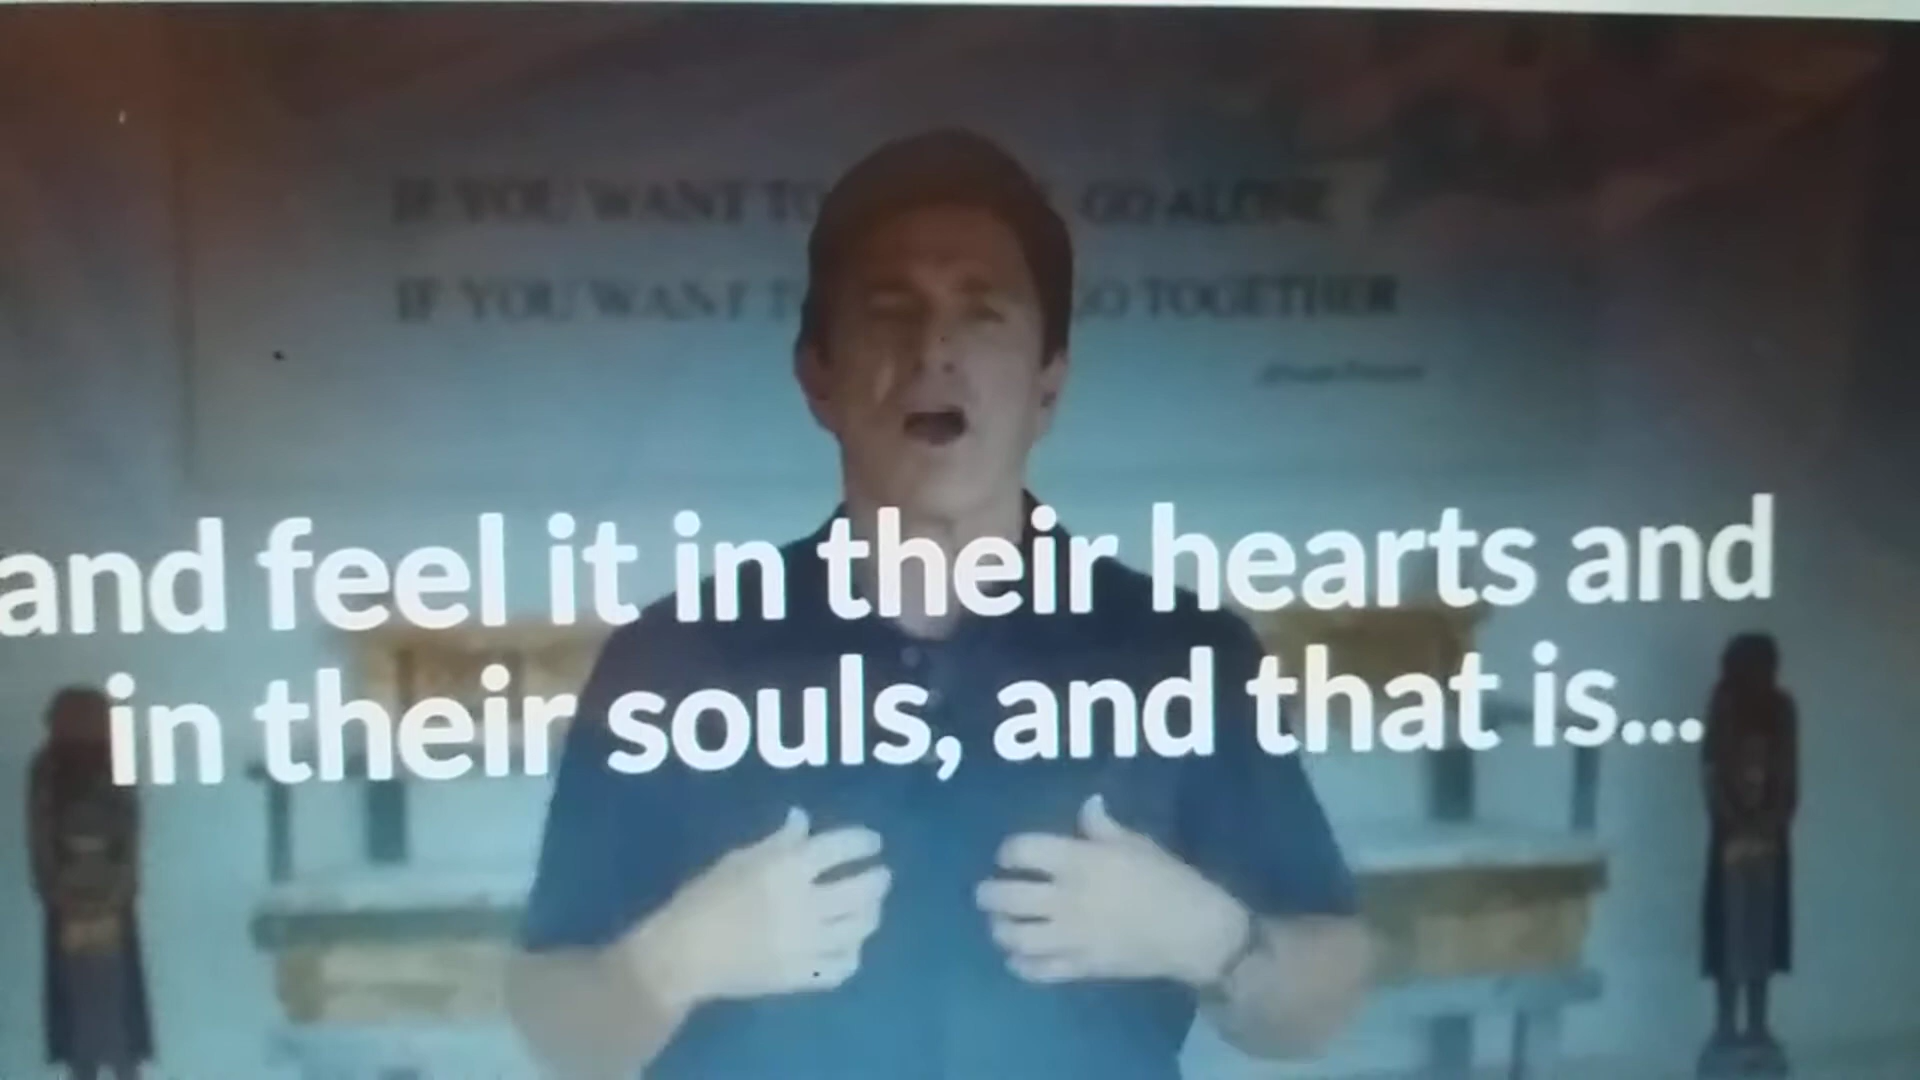 IF YOU WANT TO GO ALONE
IF YOU WANT GO TOGETHER
and feel it in their hearts and
in their souls, and that is...